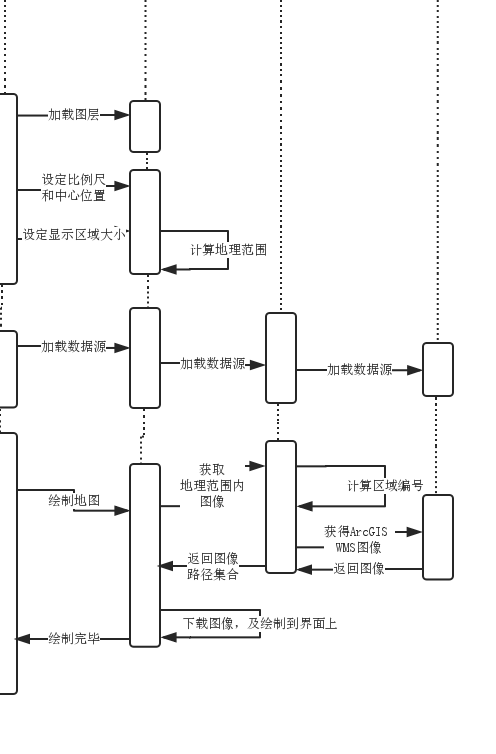 加载图层
设定比例尺
和中心位置
设定显示区域大小
计算地理范围
加载数据源
加载数据源
加载数据源
获取
地理范围内
图像
计算区域编号
绘制地图
获得ArcGIS
WMS图像
返回图像
路径集合
返回图像
下载图像，及绘制到界面上
绘制完毕